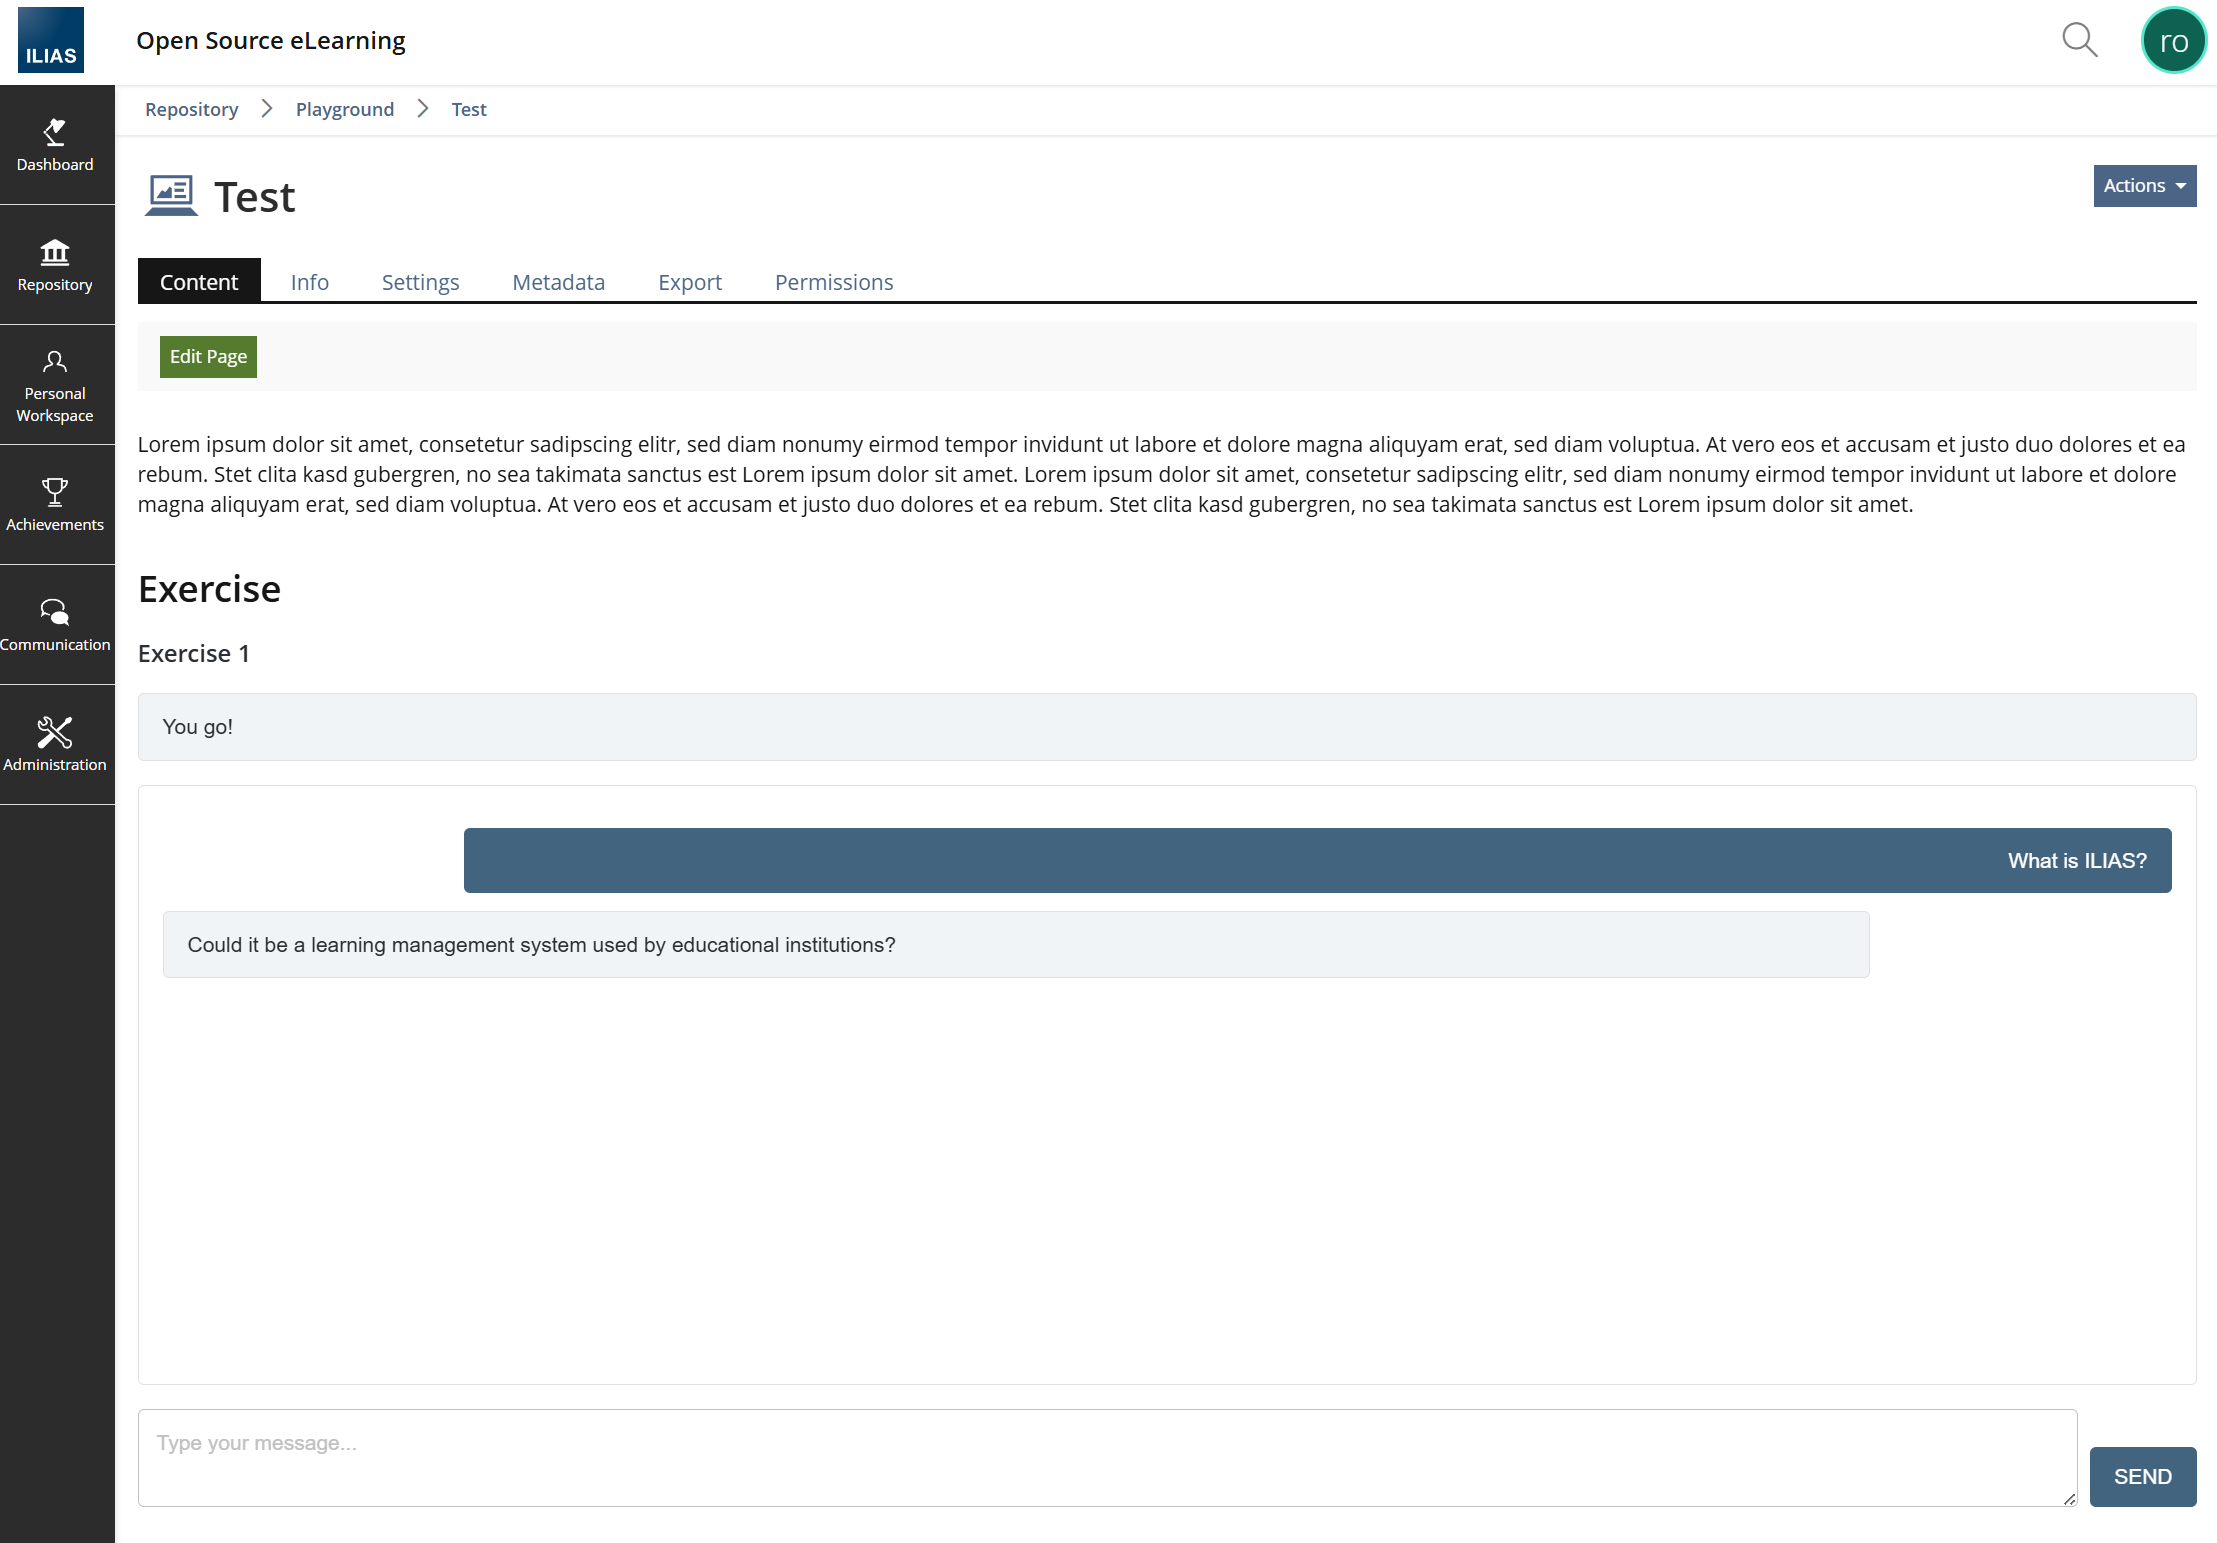 ILIAS
Open Source eLearning
ro
Repository
Playground
Test
Dashboard
Repository
Personal
Workspace
Achievements
Communication
Administration
Test
Actions
Content
Info
Settings
Metadata
Export
Permissions
Edit Page
Lorem ipsum dolor sit amet, consetetur sadipscing elitr, sed diam nonumy eirmod tempor invidunt ut labore et dolore magna aliquyam erat, sed diam voluptua. At vero eos et accusam et justo duo dolores et ea
rebum. Stet clita kasd gubergren, no sea takimata sanctus est Lorem ipsum dolor sit amet. Lorem ipsum dolor sit amet, consetetur sadipscing elitr, sed diam nonumy eirmod tempor invidunt ut labore et dolore
magna aliquyam erat, sed diam voluptua. At vero eos et accusam et justo duo dolores et ea rebum. Stet clita kasd gubergren, no sea takimata sanctus est Lorem ipsum dolor sit amet.
Exercise
Exercise 1
You go!
What is ILIAS?
Could it be a learning management system used by educational institutions?
Type your message...
SEND